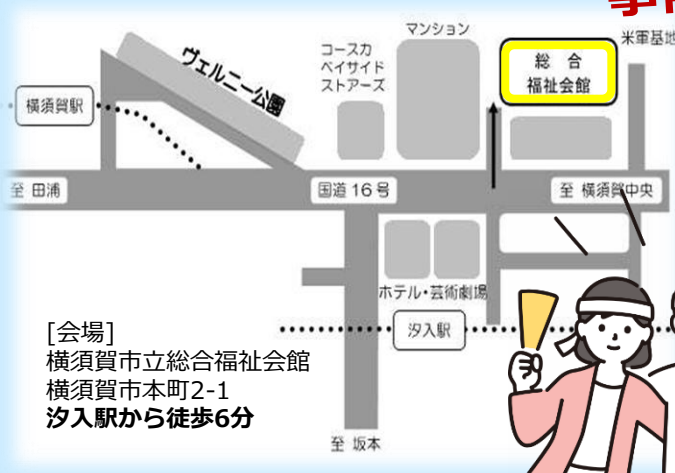 マンション
米軍基地
コースカ
ベイサイド
ストアーズ
総 合
福祉会館
ヴェルニー公園
横須賀駅
至 田浦
国道 16 号
至 横須賀中央
ホテル・芸術劇場
汐入駅
[会場]
横須賀市立総合福祉会館
横須賀市本町2-1
汐入駅から徒歩6分
至 坂本